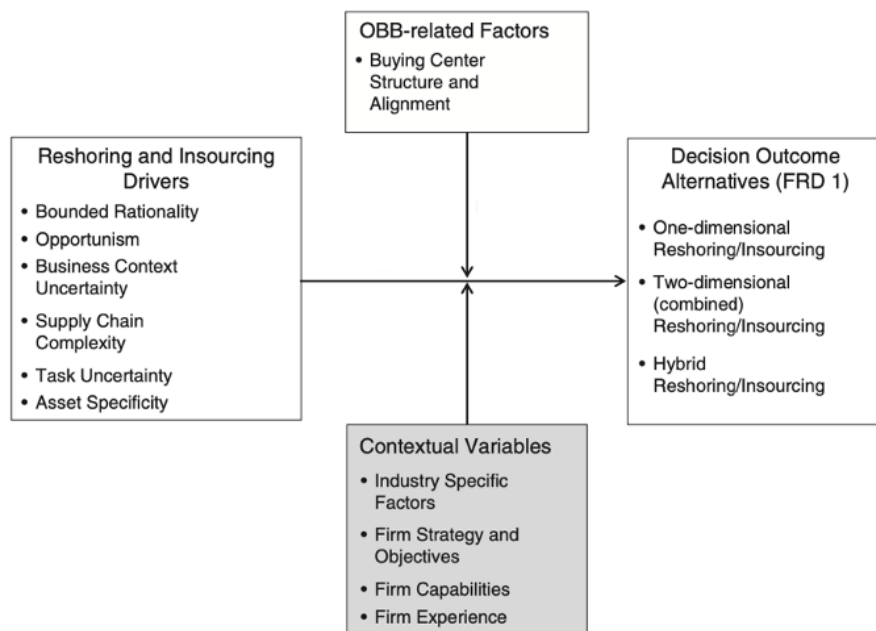 OBB-related Factors
• Buying Center
Structure and
Alignment
Reshoring and Insourcing
Drivers
• Bounded Rationality
• Opportunism
• Business Context
Uncertainty
• Supply Chain
Complexity
• Task Uncertainty
• Asset Specificity
Decision Outcome
Alternatives (FRD 1)
• One-dimensional
Reshoring/Insourcing
• Two-dimensional
(combined)
Reshoring/Insourcing
• Hybrid
Reshoring/Insourcing
Contextual Variables
• Industry Specific
Factors
• Firm Strategy and
Objectives
• Firm Capabilities
• Firm Experience